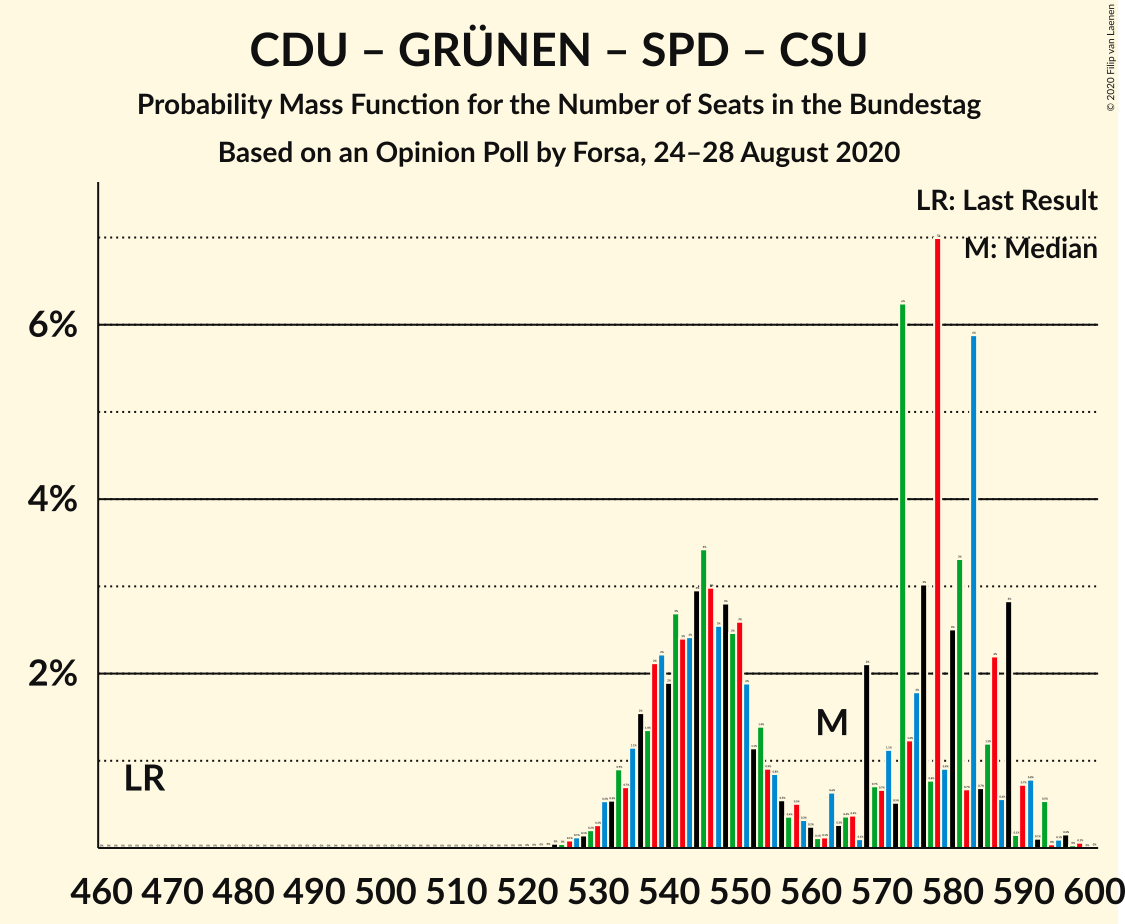 CDU – GRÜNEN – SPD – CSU
Probability Mass Function for the Number of Seats in the Bundestag
Based on an Opinion Poll by Forsa, 24–28 August 2020
© 2020 Filip van Laenen
LR: Last Result
M: Median
6%
4%
2%
M
LR
460 470 480 490 500 510 520 530 540 550 560 570 580 590 600